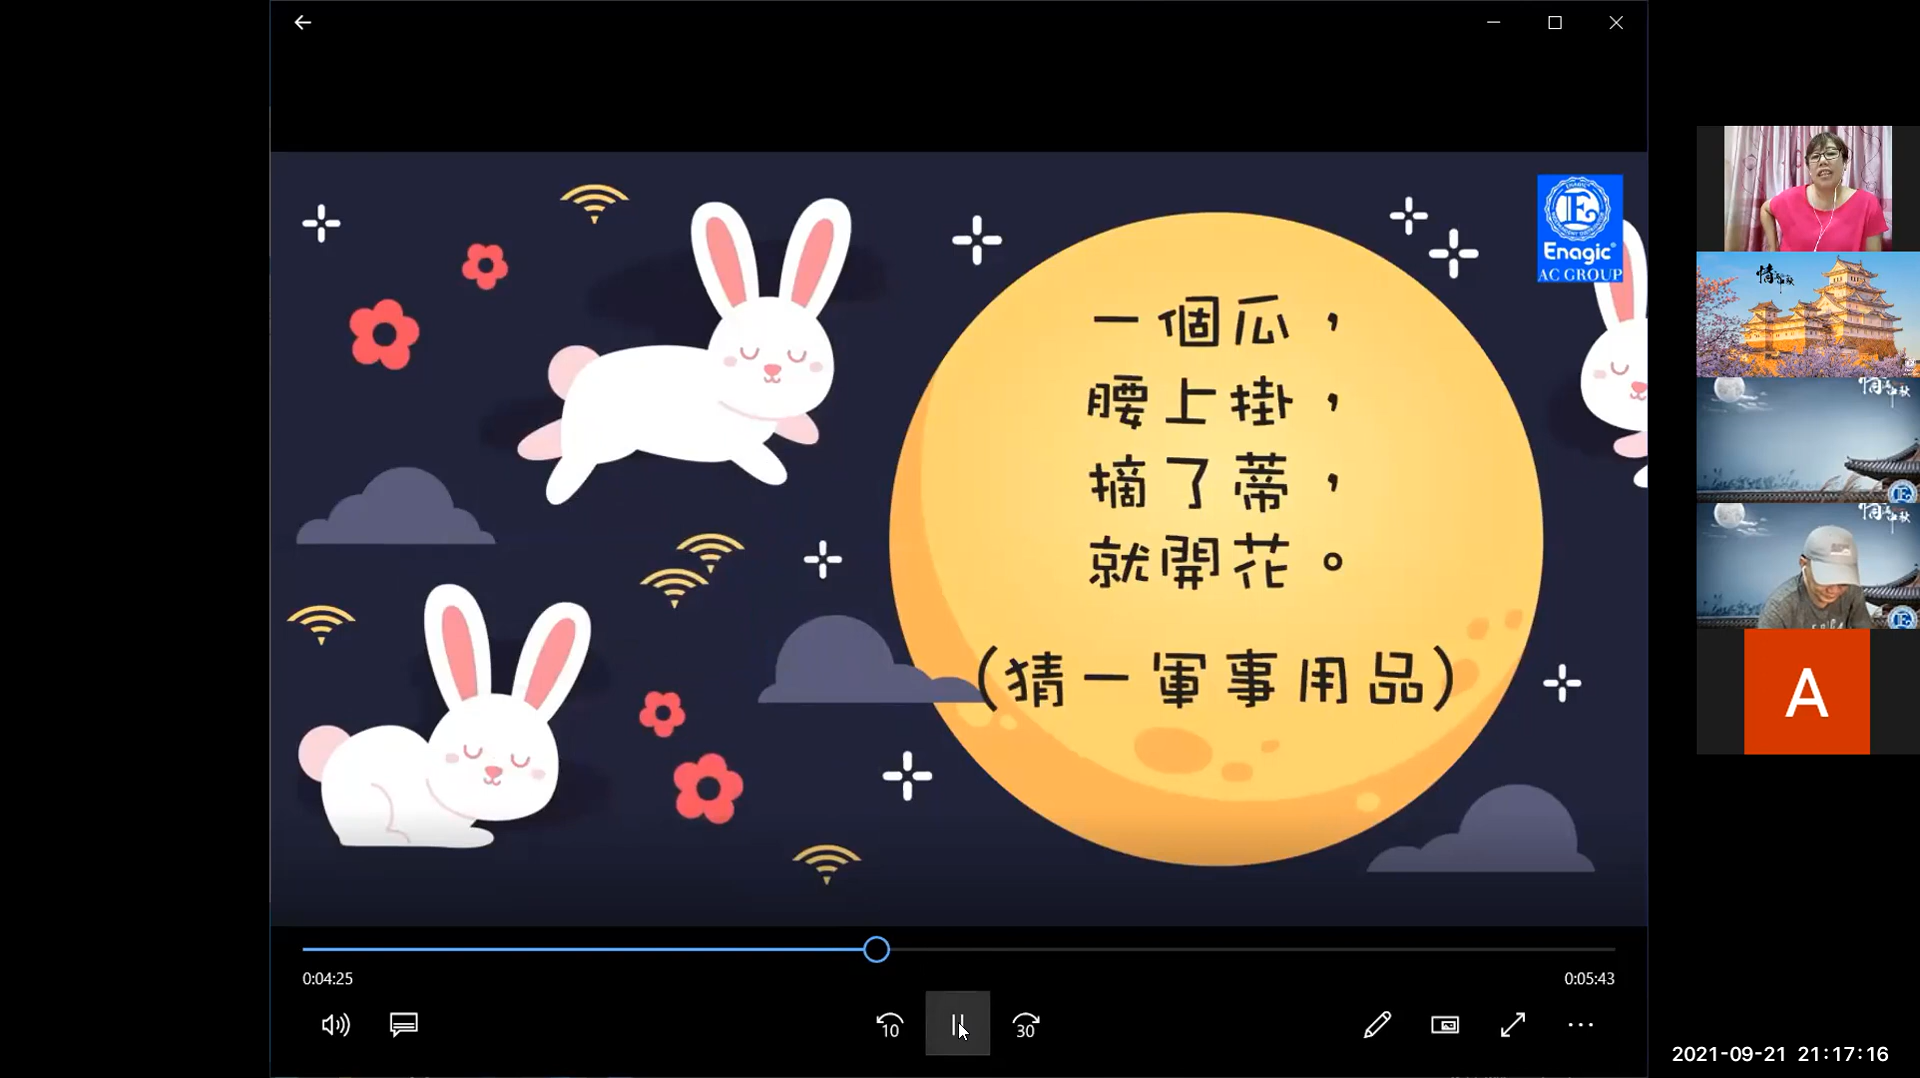 一個瓜，
腰上掛，
摘了蒂，
就開花。
(猜一軍事用品)
E
Enagic®
AC GROUP
0:04:25
0:05:43
10
30
A
2021-09-21 21:17:16